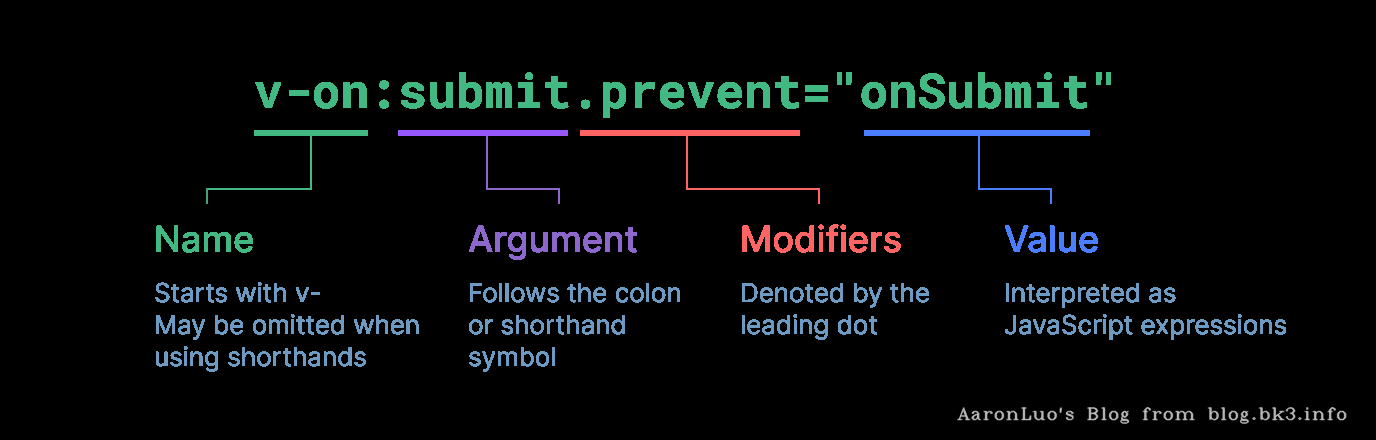 v-on:submit.prevent="onSubmit"
Name
Starts with v-
May be omitted when
using shorthands
Argument
Follows the colon
or shorthand
symbol
Modifiers
Denoted by the
leading dot
Value
Interpreted as
JavaScript expressions
AaronLuo's Blog from blog.bk3.info